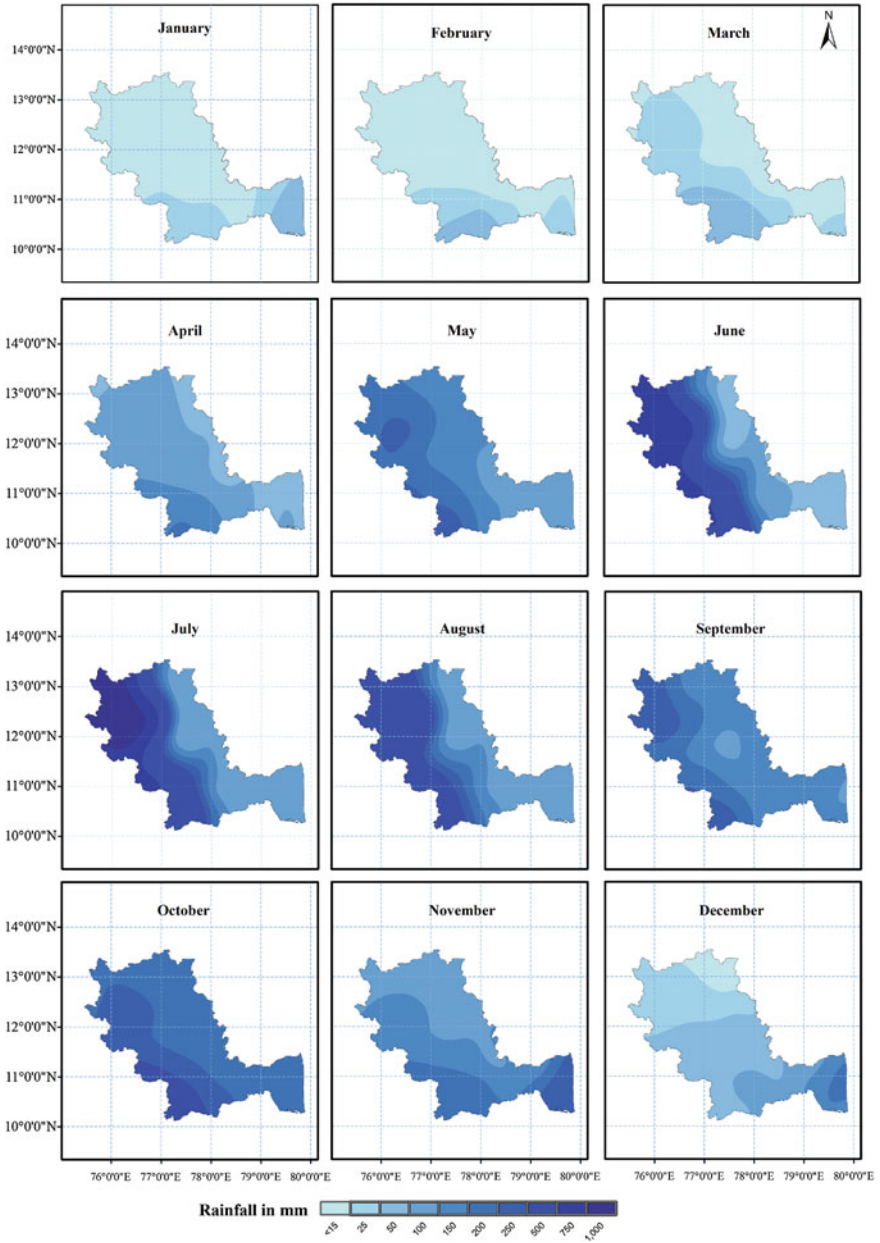 January
February
March
N
14°0'0"N
13°0'0"N
12°0'0"N
11°0'0"N
10°0'0"N
April
May
June
14°0'0"N
13°0'0"N
12°0'0"N
11°0'0"N
10°0'0"N
July
August
September
14°0'0"N
13°0'0"N
12°0'0"N
11°0'0"N
10°0'0"N
October
November
December
14°0'0"N
13°0'0"N
12°0'0"N
11°0'0"N
10°0'0"N
76°0'0"E 77°0'0"E 78°0'0"E 79°0'0"E 80°0'0"E 76°0'0"E 77°0'0"E 78°0'0"E 79°0'0"E 80°0'0"E 76°0'0"E 77°0'0"E 78°0'0"E 79°0'0"E 80°0'0"E
Rainfall in mm
<15 25 50 100 150 200 250 500 750 1,000